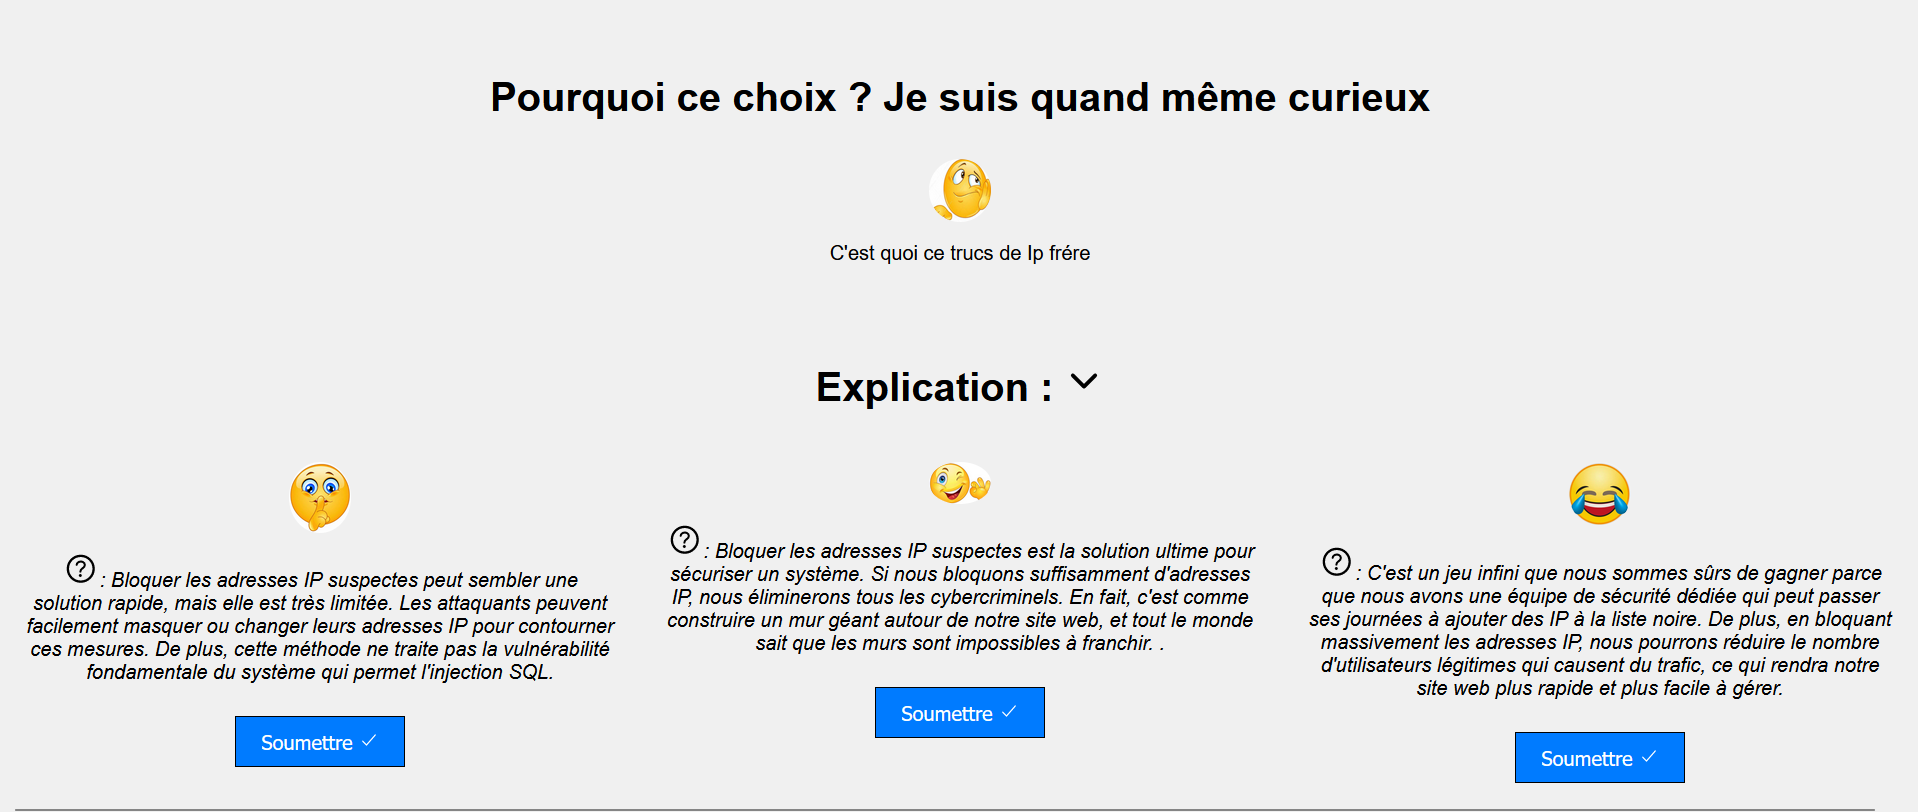 Pourquoi ce choix ? Je suis quand même curieux
C'est quoi ce trucs de Ip frére
Explication :
: Bloquer les adresses IP suspectes peut sembler une
solution rapide, mais elle est très limitée. Les attaquants peuvent
facilement masquer ou changer leurs adresses IP pour contourner
ces mesures. De plus, cette méthode ne traite pas la vulnérabilité
fondamentale du système qui permet l'injection SQL.
Soumettre
: Bloquer les adresses IP suspectes est la solution ultime pour
sécuriser un système. Si nous bloquons suffisamment d'adresses
IP, nous éliminerons tous les cybercriminels. En fait, c'est comme
construire un mur géant autour de notre site web, et tout le monde
sait que les murs sont impossibles à franchir. .
Soumettre
: C'est un jeu infini que nous sommes sûrs de gagner parce
que nous avons une équipe de sécurité dédiée qui peut passer
ses journées à ajouter des IP à la liste noire. De plus, en bloquant
massivement les adresses IP, nous pourrons réduire le nombre
d'utilisateurs légitimes qui causent du trafic, ce qui rendra notre
site web plus rapide et plus facile à gérer.
Soumettre